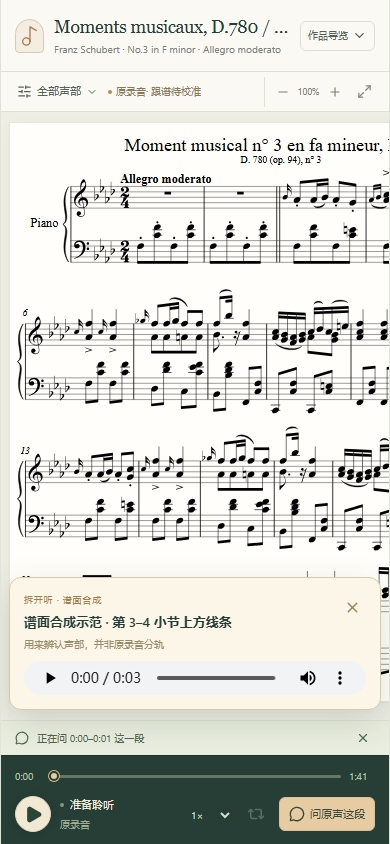 Moments musicaux, D.780 / ...
Franz Schubert · No.3 in F minor · Allegro moderato
作品导览
全部声部
原录音·跟谱待校准
100%
Moment musical n° 3 en fa mineur,
D. 780 (op. 94), n° 3
Allegro moderato
Piano
6
13
拆开听 · 谱面合成
谱面合成示范 · 第 3–4 小节上方线条
用来辨认声部，并非原录音分轨
0:00 / 0:03
正在问 0:00–0:01 这一段
0:00
1:41
准备聆听
原录音
1×
问原声这段